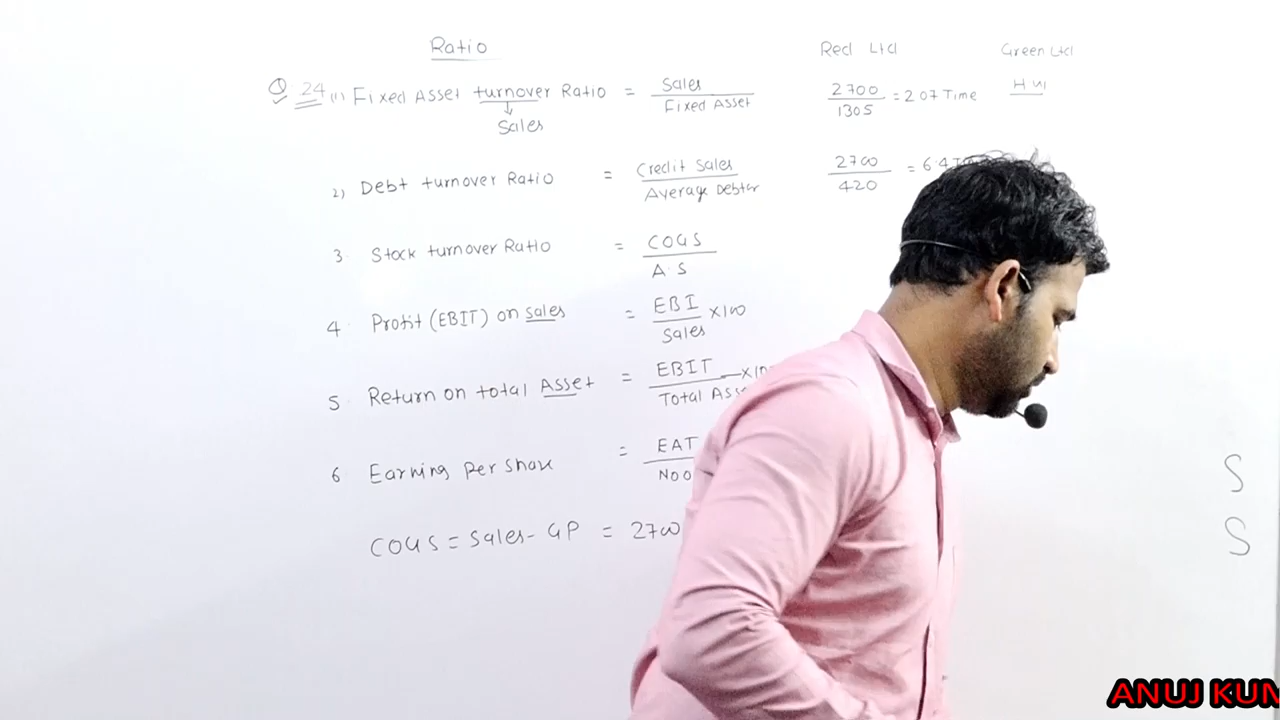 Ratio
Red Ltd
Green Ltd
Q 24 1) Fixed Asset turnover Ratio = Sales / Fixed Asset
2700 / 1305 = 2.07 Time
H.W
Sales
2) Debt turnover Ratio = Credit Sales / Average Debtor
2700 / 420 = 6.4
3. Stock turnover Ratio = COGS / A.S
4. Profit (EBIT) on sales = EBI / Sales ×100
5 Return on total Asset = EBIT / Total Ass ×10
6 Earning per share = EAT / No o
COGS = Sales - GP = 2700
S
S
ANUJ KUM